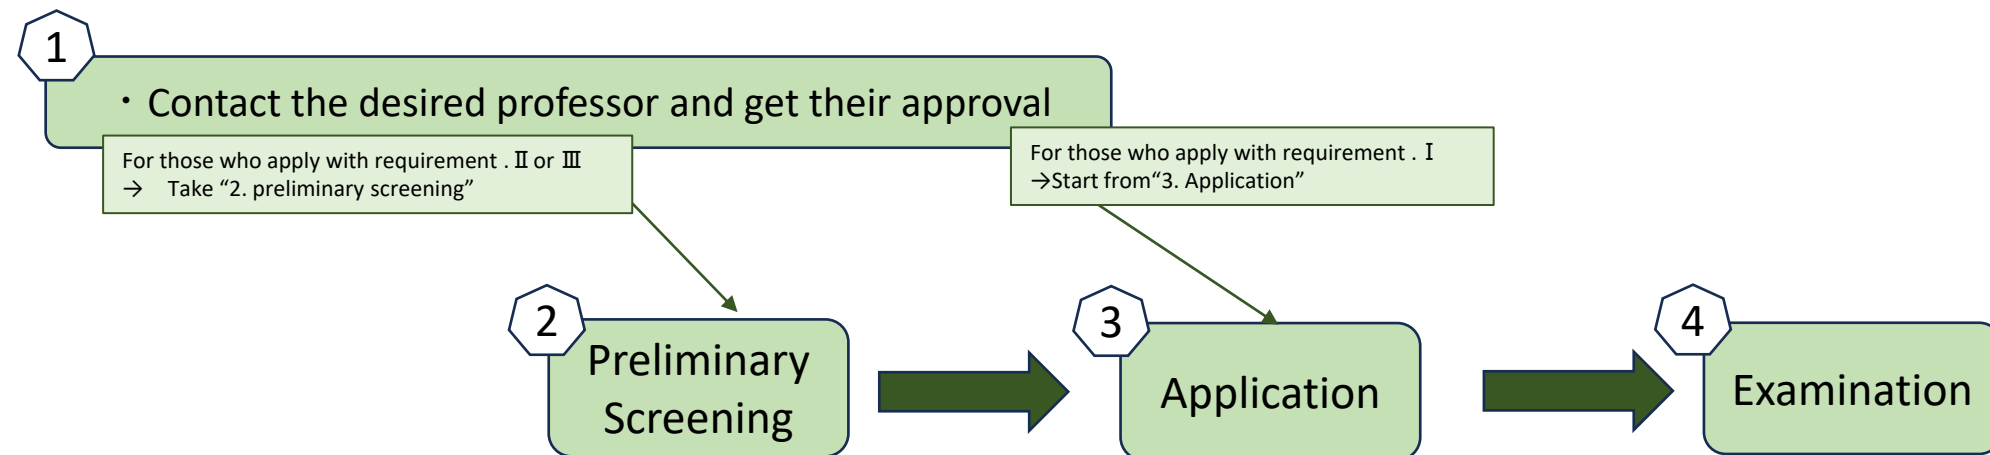 1
・Contact the desired professor and get their approval
For those who apply with requirement . Ⅱ or Ⅲ
→ Take “2. preliminary screening”
For those who apply with requirement . Ⅰ
→Start from“3. Application”
2
Preliminary
Screening
3
Application
4
Examination